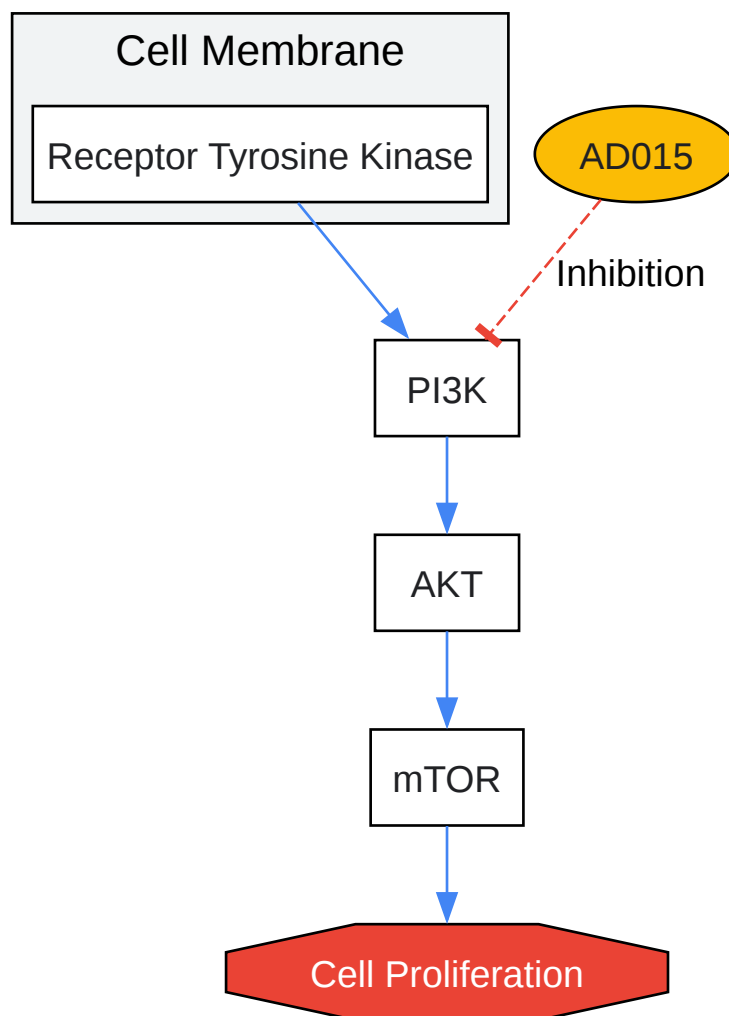 Cell Membrane
Receptor Tyrosine Kinase
AD015
Inhibition
PI3K
AKT
mTOR
Cell Proliferation